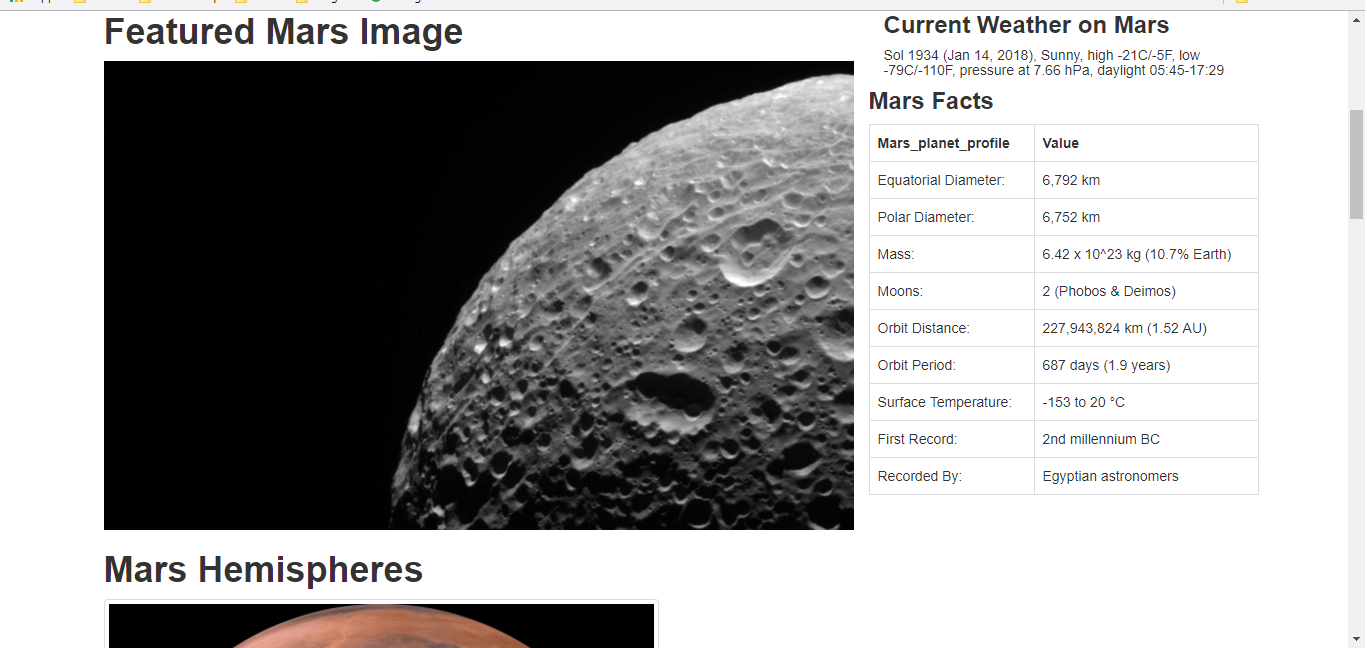 Featured Mars Image
Current Weather on Mars
Sol 1934 (Jan 14, 2018), Sunny, high -21C/-5F, low
-79C/-110F, pressure at 7.66 hPa, daylight 05:45-17:29
Mars Facts
Mars_planet_profile Value
Equatorial Diameter: 6,792 km
Polar Diameter: 6,752 km
Mass: 6.42 x 10^23 kg (10.7% Earth)
Moons: 2 (Phobos & Deimos)
Orbit Distance: 227,943,824 km (1.52 AU)
Orbit Period: 687 days (1.9 years)
Surface Temperature: -153 to 20 °C
First Record: 2nd millennium BC
Recorded By: Egyptian astronomers
Mars Hemispheres